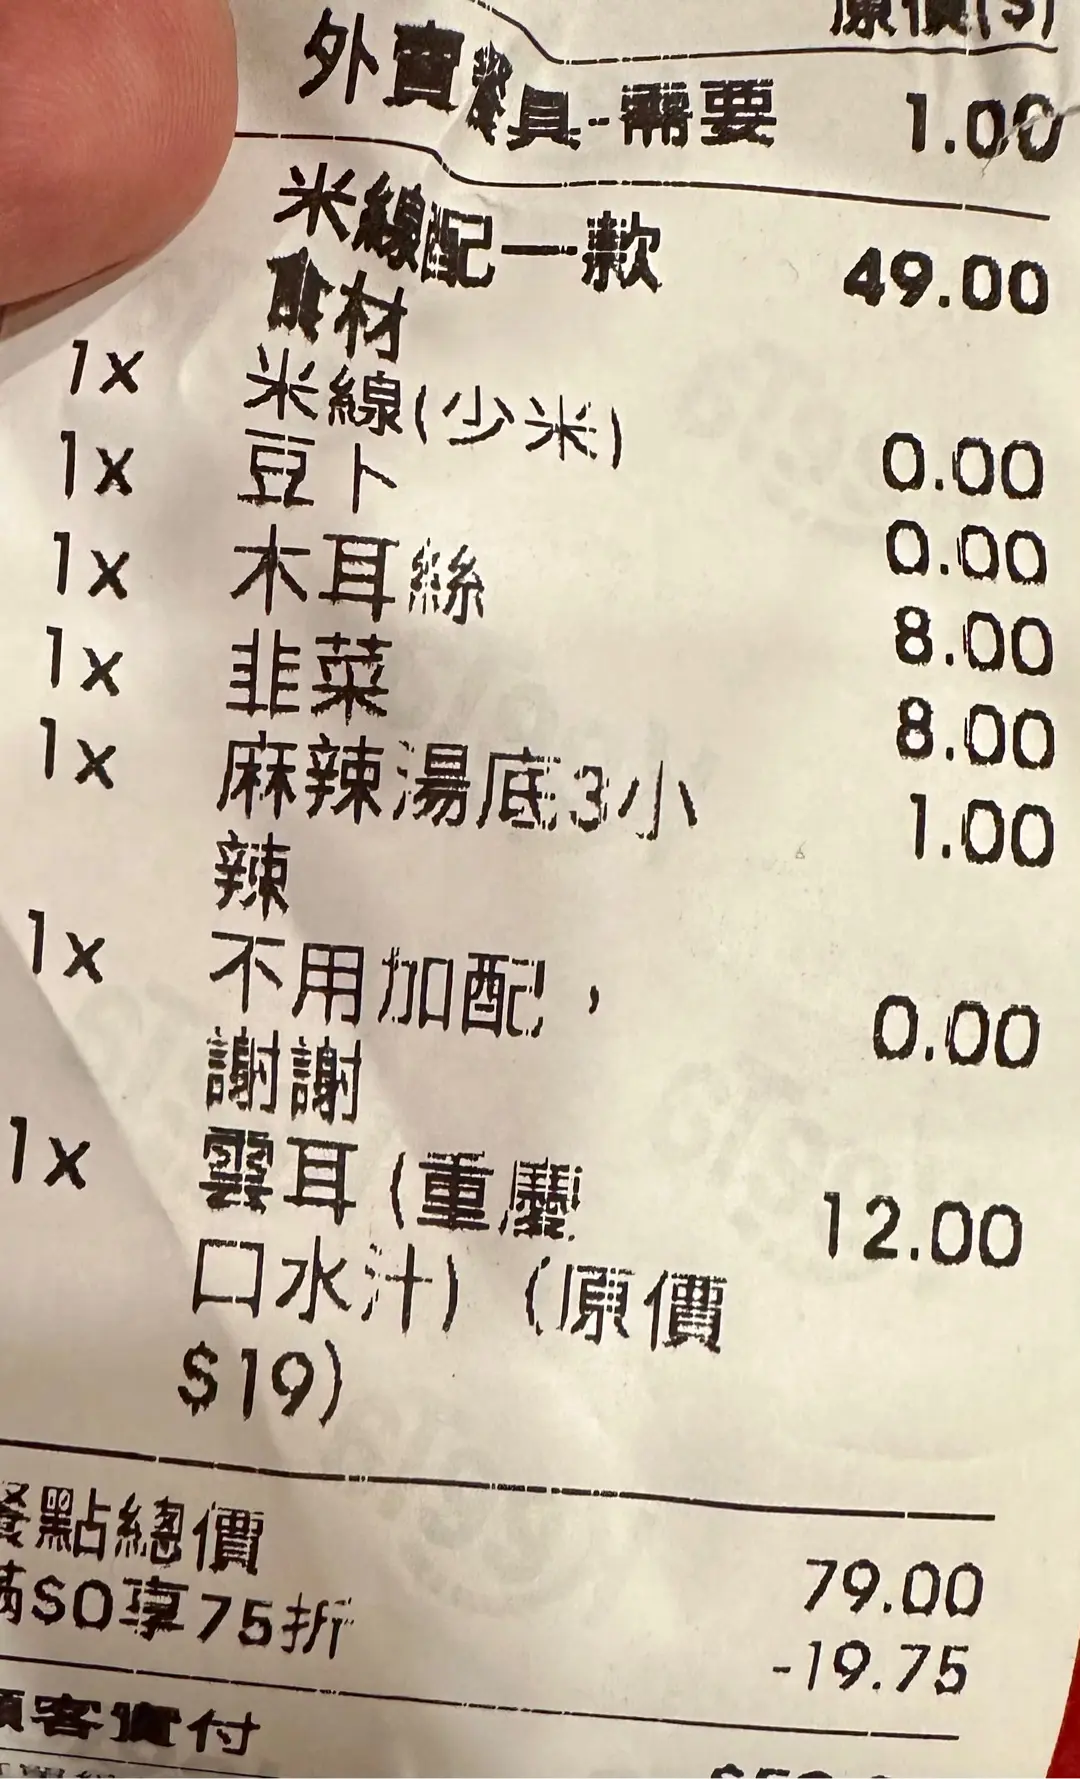 原價($)
外賣餐具-需要 1.00
米線配一款 49.00
食材
1x 米線(少米) 0.00
1x 豆卜 0.00
1x 木耳絲 8.00
1x 韭菜 8.00
1x 麻辣湯底3小 1.00
辣
1x 不用加配, 0.00
謝謝
1x 雲耳(重慶 12.00
口水汁)(原價
$19)
餐點總價 79.00
滿$0享75折 -19.75
顧客實付